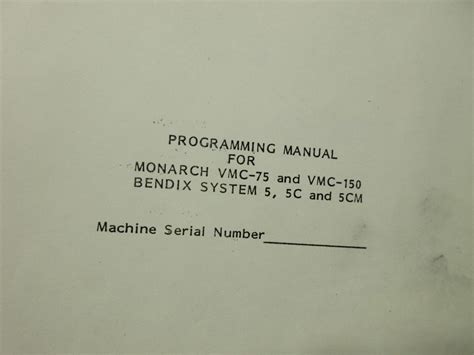 PROGRAMMING MANUAL
FOR
MONARCH VMC-75 and VMC-150
BENDIX SYSTEM 5, 5C and 5CM
Machine Serial Number